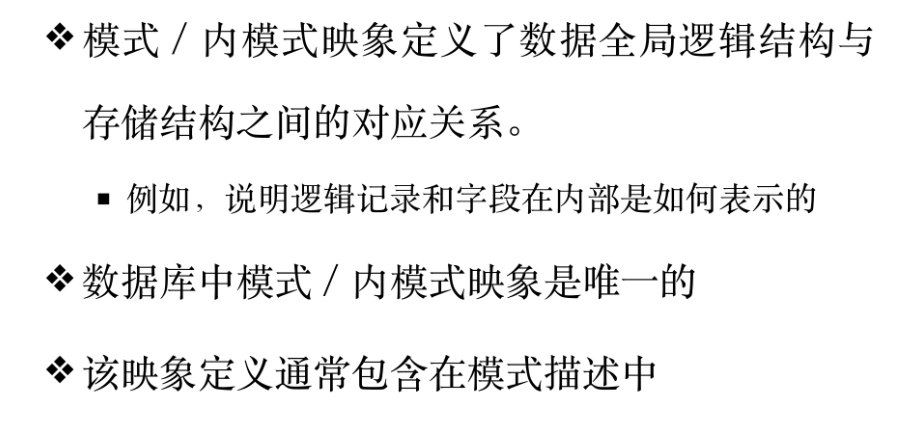 ❖模式／内模式映象定义了数据全局逻辑结构与
存储结构之间的对应关系。
▪ 例如，说明逻辑记录和字段在内部是如何表示的
❖数据库中模式／内模式映象是唯一的
❖该映象定义通常包含在模式描述中